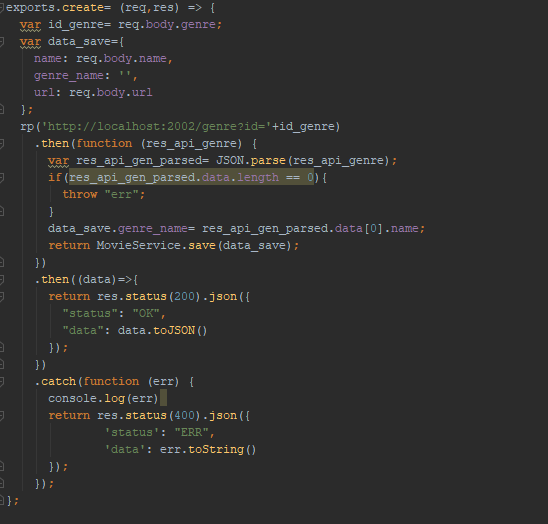 exports.create= (req,res) => {
  var id_genre= req.body.genre;
  var data_save={
    name: req.body.name,
    genre_name: '',
    url: req.body.url
  };
  rp('http://localhost:2002/genre?id='+id_genre)
    .then(function (res_api_genre) {
      var res_api_gen_parsed= JSON.parse(res_api_genre);
      if(res_api_gen_parsed.data.length == 0){
        throw "err";
      }
      data_save.genre_name= res_api_gen_parsed.data[0].name;
      return MovieService.save(data_save);
    })
    .then((data)=>{
      return res.status(200).json({
        "status": "OK",
        "data": data.toJSON()
      });
    })
    .catch(function (err) {
      console.log(err)
      return res.status(400).json({
              'status': "ERR",
              'data': err.toString()
      });
    });
};